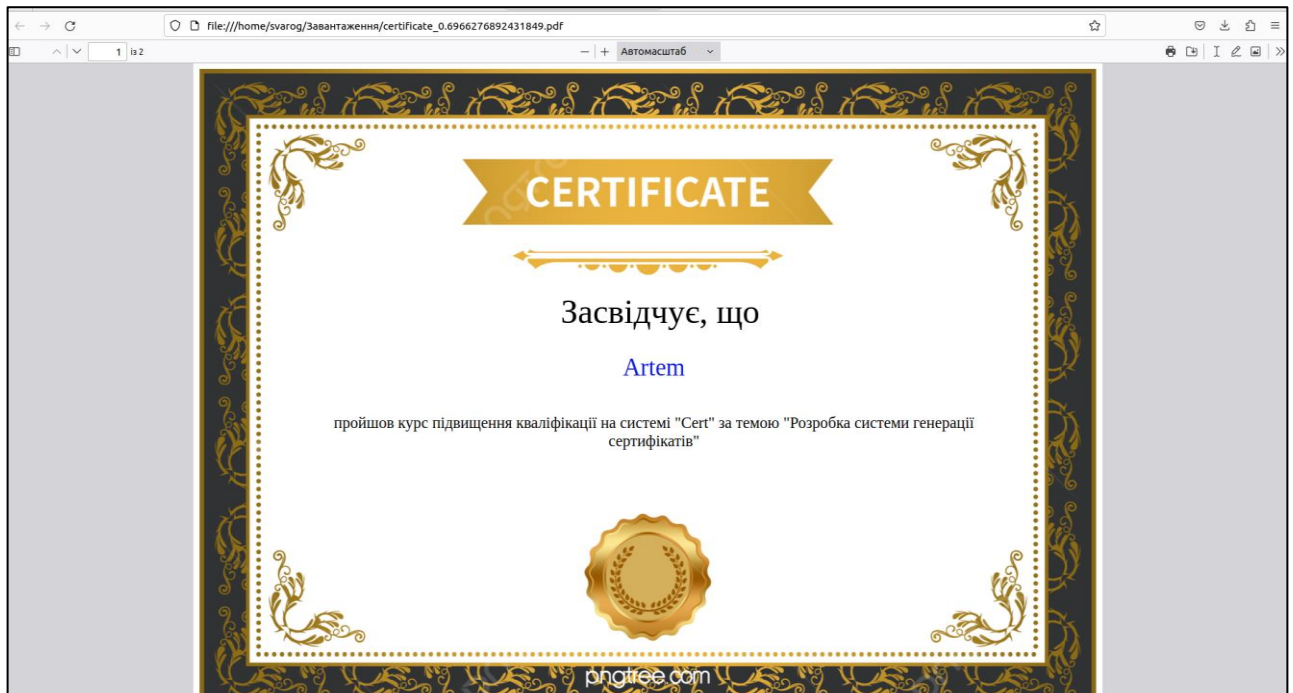 file:///home/svarog/Завантаження/certificate_0.6966276892431849.pdf
1 із 2
Автомасштаб
CERTIFICATE
Засвідчує, що
Artem
пройшов курс підвищення кваліфікації на системі "Cert" за темою "Розробка системи генерації
сертифікатів"
pngtree.com